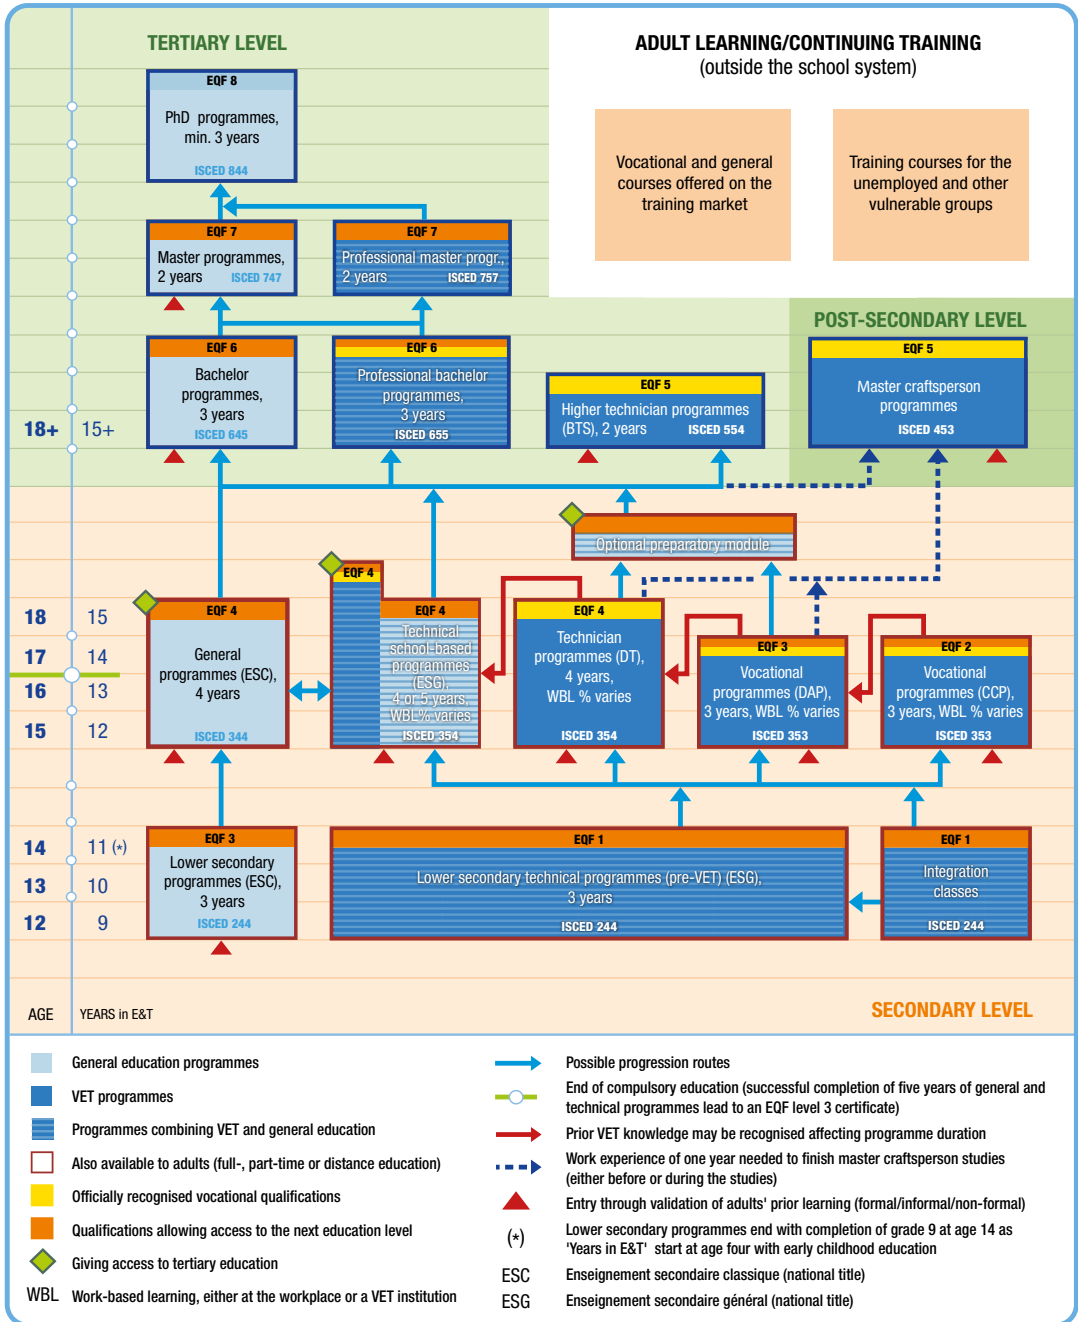 TERTIARY LEVEL
ADULT LEARNING/CONTINUING TRAINING
(outside the school system)
Vocational and general
courses offered on the
training market
Training courses for the
unemployed and other
vulnerable groups
EQF 8
PhD programmes,
min. 3 years
ISCED 844
EQF 7
Master programmes,
2 years ISCED 747
EQF 7
Professional master progr.,
2 years ISCED 757
POST-SECONDARY LEVEL
EQF 6
Bachelor
programmes,
3 years
ISCED 645
EQF 6
Professional bachelor
programmes,
3 years
ISCED 655
EQF 5
Higher technician programmes
(BTS), 2 years ISCED 554
EQF 5
Master craftsperson
programmes
ISCED 453
18+ 15+
Optional preparatory module
EQF 4
General
programmes (ESC),
4 years
ISCED 344
EQF 4
EQF 4
Technical
school-based
programmes
(ESG),
4 or 5 years,
WBL% varies
ISCED 354
EQF 4
Technician
programmes (DT),
4 years,
WBL % varies
ISCED 354
EQF 3
Vocational
programmes (DAP),
3 years, WBL % varies
ISCED 353
EQF 2
Vocational
programmes (CCP),
3 years, WBL % varies
ISCED 353
18 15
17 14
16 13
15 12
EQF 3
Lower secondary
programmes (ESC),
3 years
ISCED 244
EQF 1
Lower secondary technical programmes (pre-VET) (ESG),
3 years
ISCED 244
EQF 1
Integration
classes
ISCED 244
14 11 (*)
13 10
12 9
AGE YEARS in E&T
SECONDARY LEVEL
General education programmes
VET programmes
Programmes combining VET and general education
Also available to adults (full-, part-time or distance education)
Officially recognised vocational qualifications
Qualifications allowing access to the next education level
Giving access to tertiary education
WBL Work-based learning, either at the workplace or a VET institution
Possible progression routes
End of compulsory education (successful completion of five years of general and
technical programmes lead to an EQF level 3 certificate)
Prior VET knowledge may be recognised affecting programme duration
Work experience of one year needed to finish master craftsperson studies
(either before or during the studies)
Entry through validation of adults' prior learning (formal/informal/non-formal)
(*) Lower secondary programmes end with completion of grade 9 at age 14 as
'Years in E&T' start at age four with early childhood education
ESC Enseignement secondaire classique (national title)
ESG Enseignement secondaire général (national title)